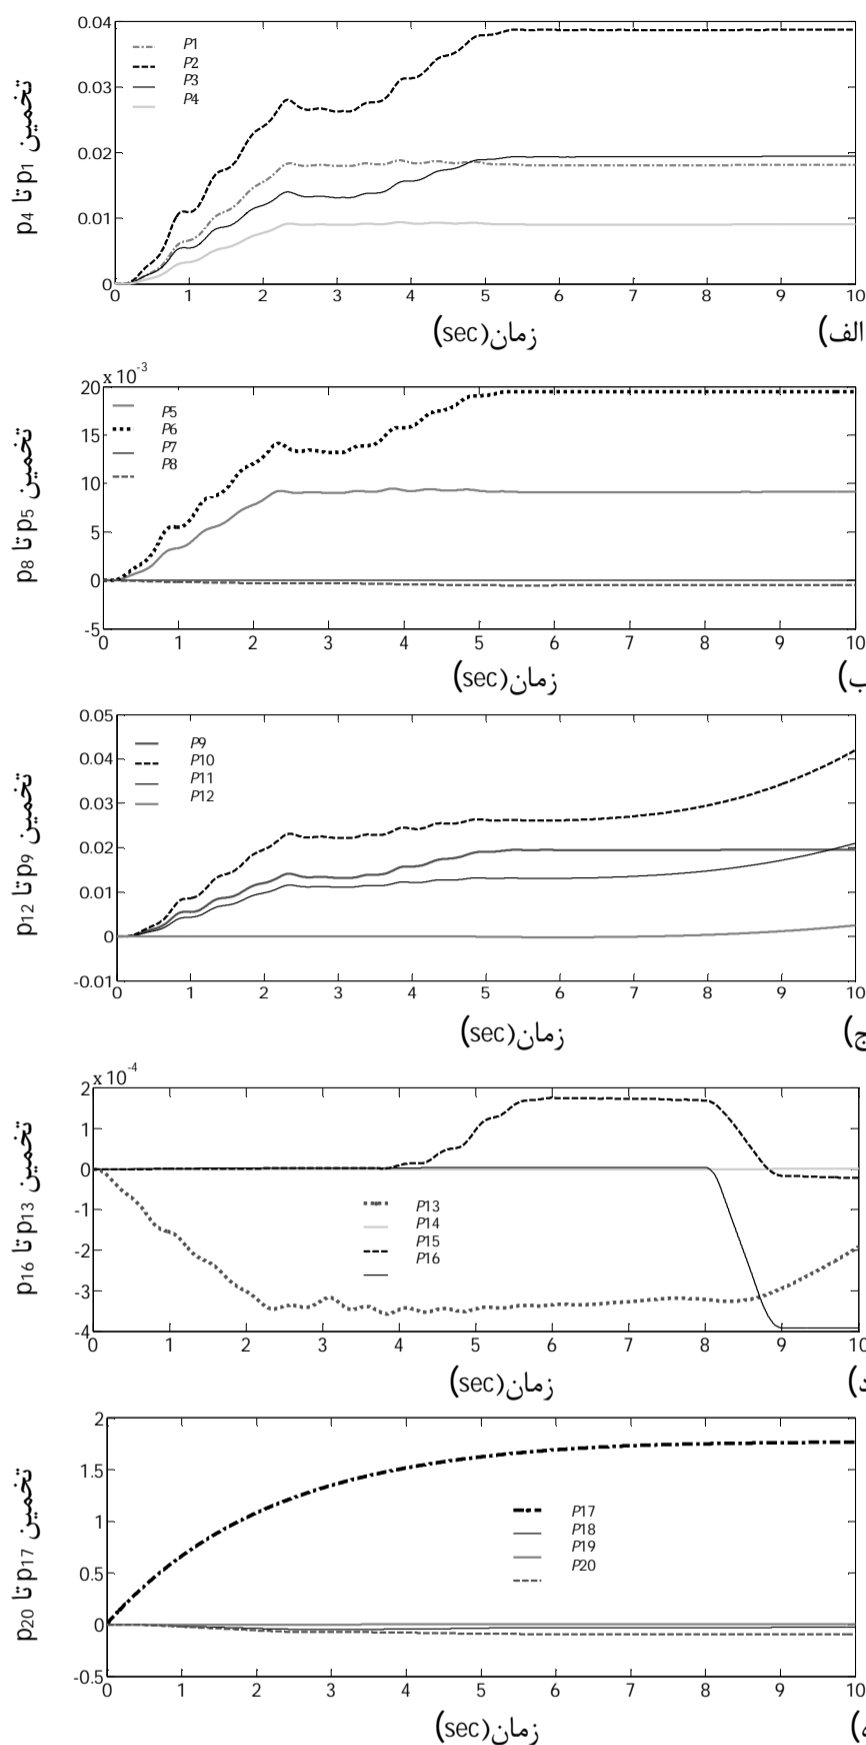 0.04
0.03
0.02
0.01
0
P1
P2
P3
P4
تخمین p1 تا p4
0 1 2 3 4 5 6 7 8 9 10
زمان(sec)
الف)
x 10-3
20
15
10
5
0
-5
P5
P6
P7
P8
تخمین p5 تا p8
0 1 2 3 4 5 6 7 8 9 10
زمان(sec)
ب)
0.05
0.04
0.03
0.02
0.01
0
-0.01
P9
P10
P11
P12
تخمین p9 تا p12
0 1 2 3 4 5 6 7 8 9 10
زمان(sec)
ج)
x 10-4
2
1
0
-1
-2
-3
-4
P13
P14
P15
P16
تخمین p13 تا p16
0 1 2 3 4 5 6 7 8 9 10
زمان(sec)
د)
2
1.5
1
0.5
0
-0.5
P17
P18
P19
P20
تخمین p17 تا p20
0 1 2 3 4 5 6 7 8 9 10
زمان(sec)